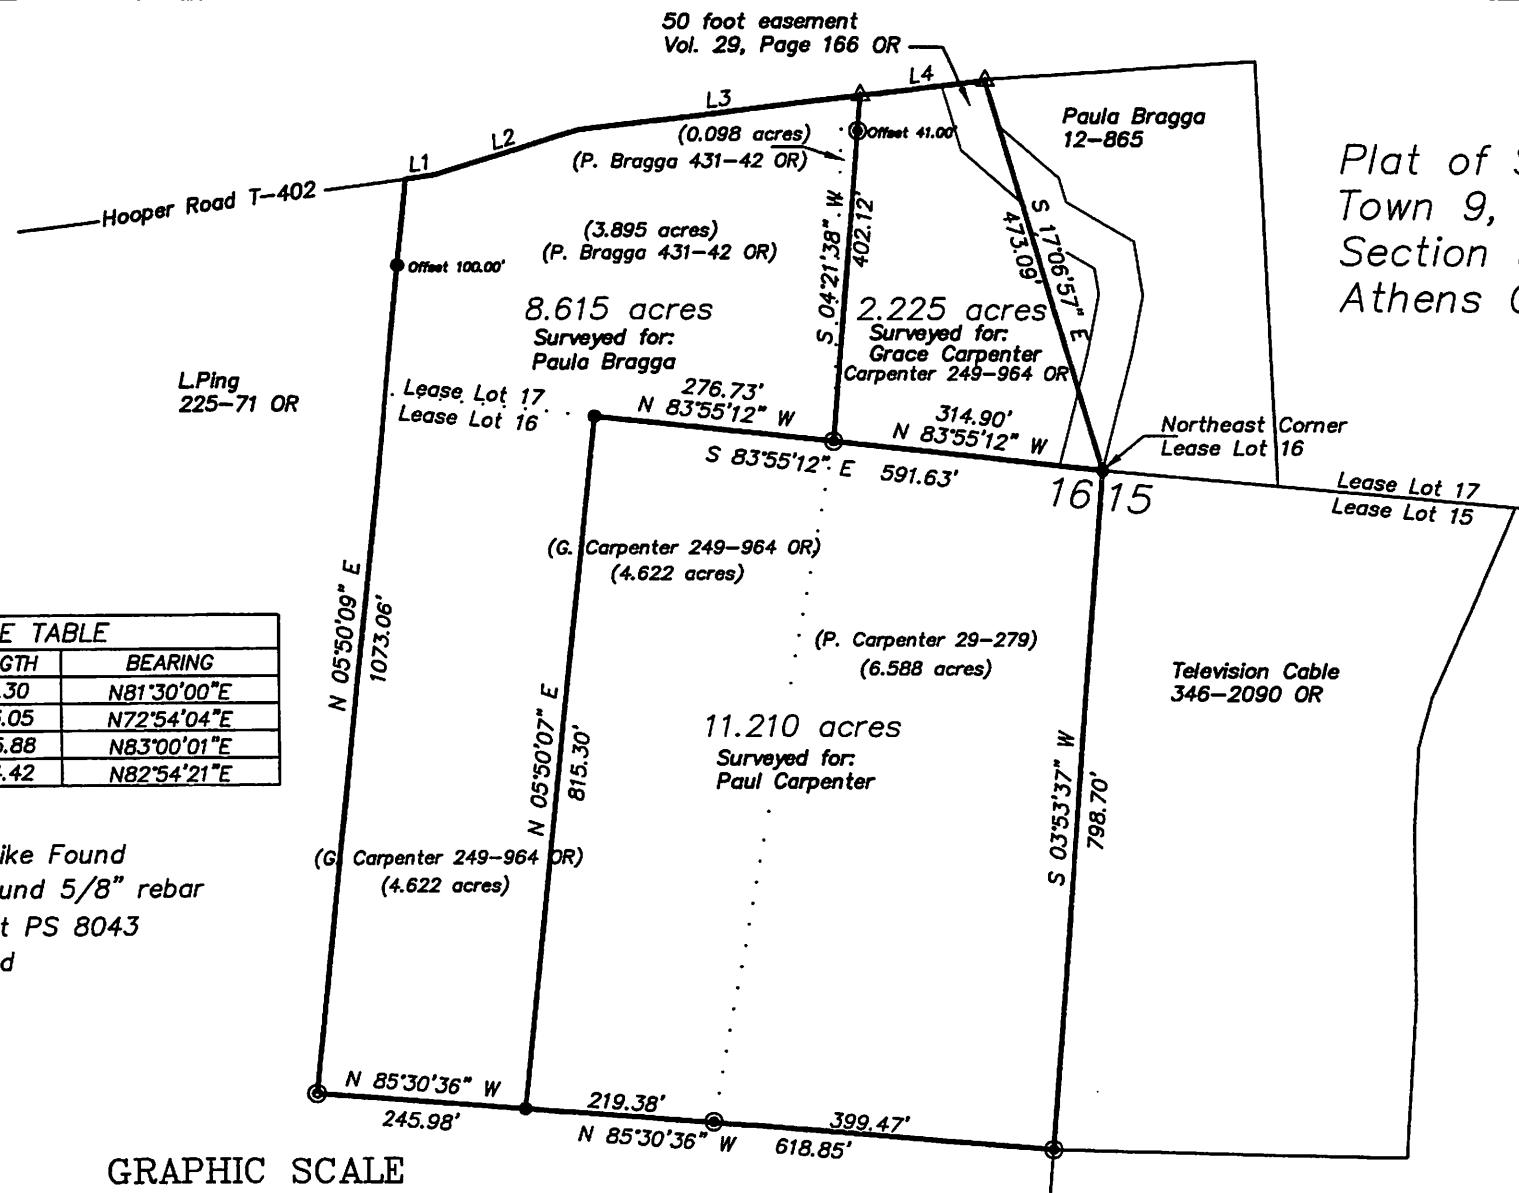 50 foot easement
Vol. 29, Page 166 OR
L4
L3
L2
L1
Hooper Road T-402
(0.098 acres)
(P. Bragga 431-42 OR)
Offset 41.00'
Paula Bragga
12-865
Plat of
Town 9,
Section
Athens
(3.895 acres)
(P. Bragga 431-42 OR)
Offset 100.00'
S 04°21'38" W
402.12'
S 17°06'57" E
473.09'
8.615 acres
Surveyed for:
Paula Bragga
2.225 acres
Surveyed for:
Grace Carpenter
Carpenter 249-964 OR
L.Ping
225-71 OR
Lease Lot 17
Lease Lot 16
276.73'
N 83°55'12" W
314.90'
N 83°55'12" W
S 83°55'12" E 591.63'
Northeast Corner
Lease Lot 16
16 15
Lease Lot 17
Lease Lot 15
(G. Carpenter 249-964 OR)
(4.622 acres)
N 05°50'09" E
1073.06'
(P. Carpenter 29-279)
(6.588 acres)
E TABLE
GTH BEARING
.30 N81°30'00"E
.05 N72°54'04"E
.88 N83°00'01"E
.42 N82°54'21"E
Television Cable
346-2090 OR
11.210 acres
Surveyed for:
Paul Carpenter
N 05°50'07" E
815.30'
S 03°53'37" W
798.70'
ike Found
und 5/8" rebar
t PS 8043
d
(G. Carpenter 249-964 OR)
(4.622 acres)
N 85°30'36" W
245.98'
219.38'
399.47'
N 85°30'36" W 618.85'
GRAPHIC SCALE